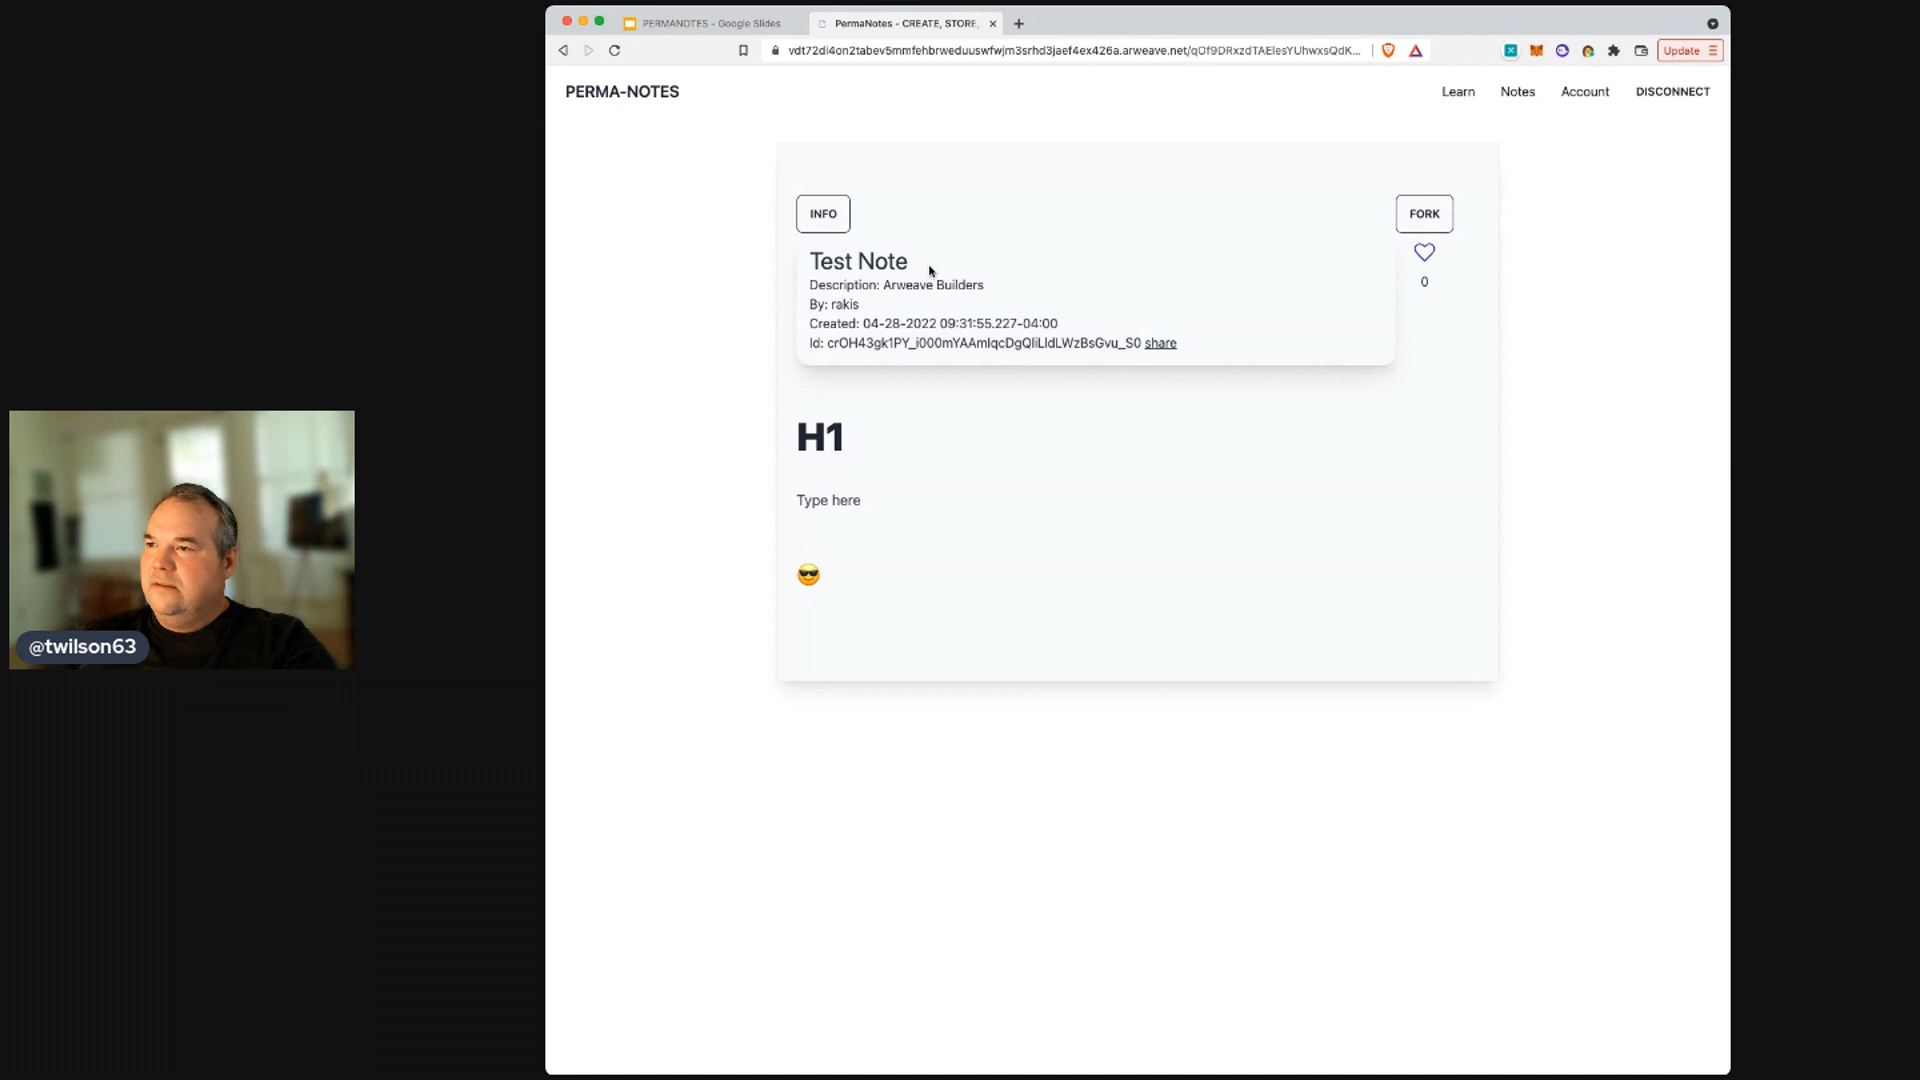 PERMANOTES - Google Slides
PermaNotes - CREATE, STORE,
vdt72di4on2tabev5mmfehbrweduuswfwjm3srhd3jaef4ex426a.arweave.net/qOf9DRxzdTAElesYUhwxsQdK...
Update
PERMA-NOTES
Learn
Notes
Account
DISCONNECT
INFO
FORK
Test Note
Description: Arweave Builders
By: rakis
Created: 04-28-2022 09:31:55.227-04:00
Id: crOH43gk1PY_i000mYAAmIqcDgQIiLIdLWzBsGvu_S0 share
0
H1
Type here
@twilson63